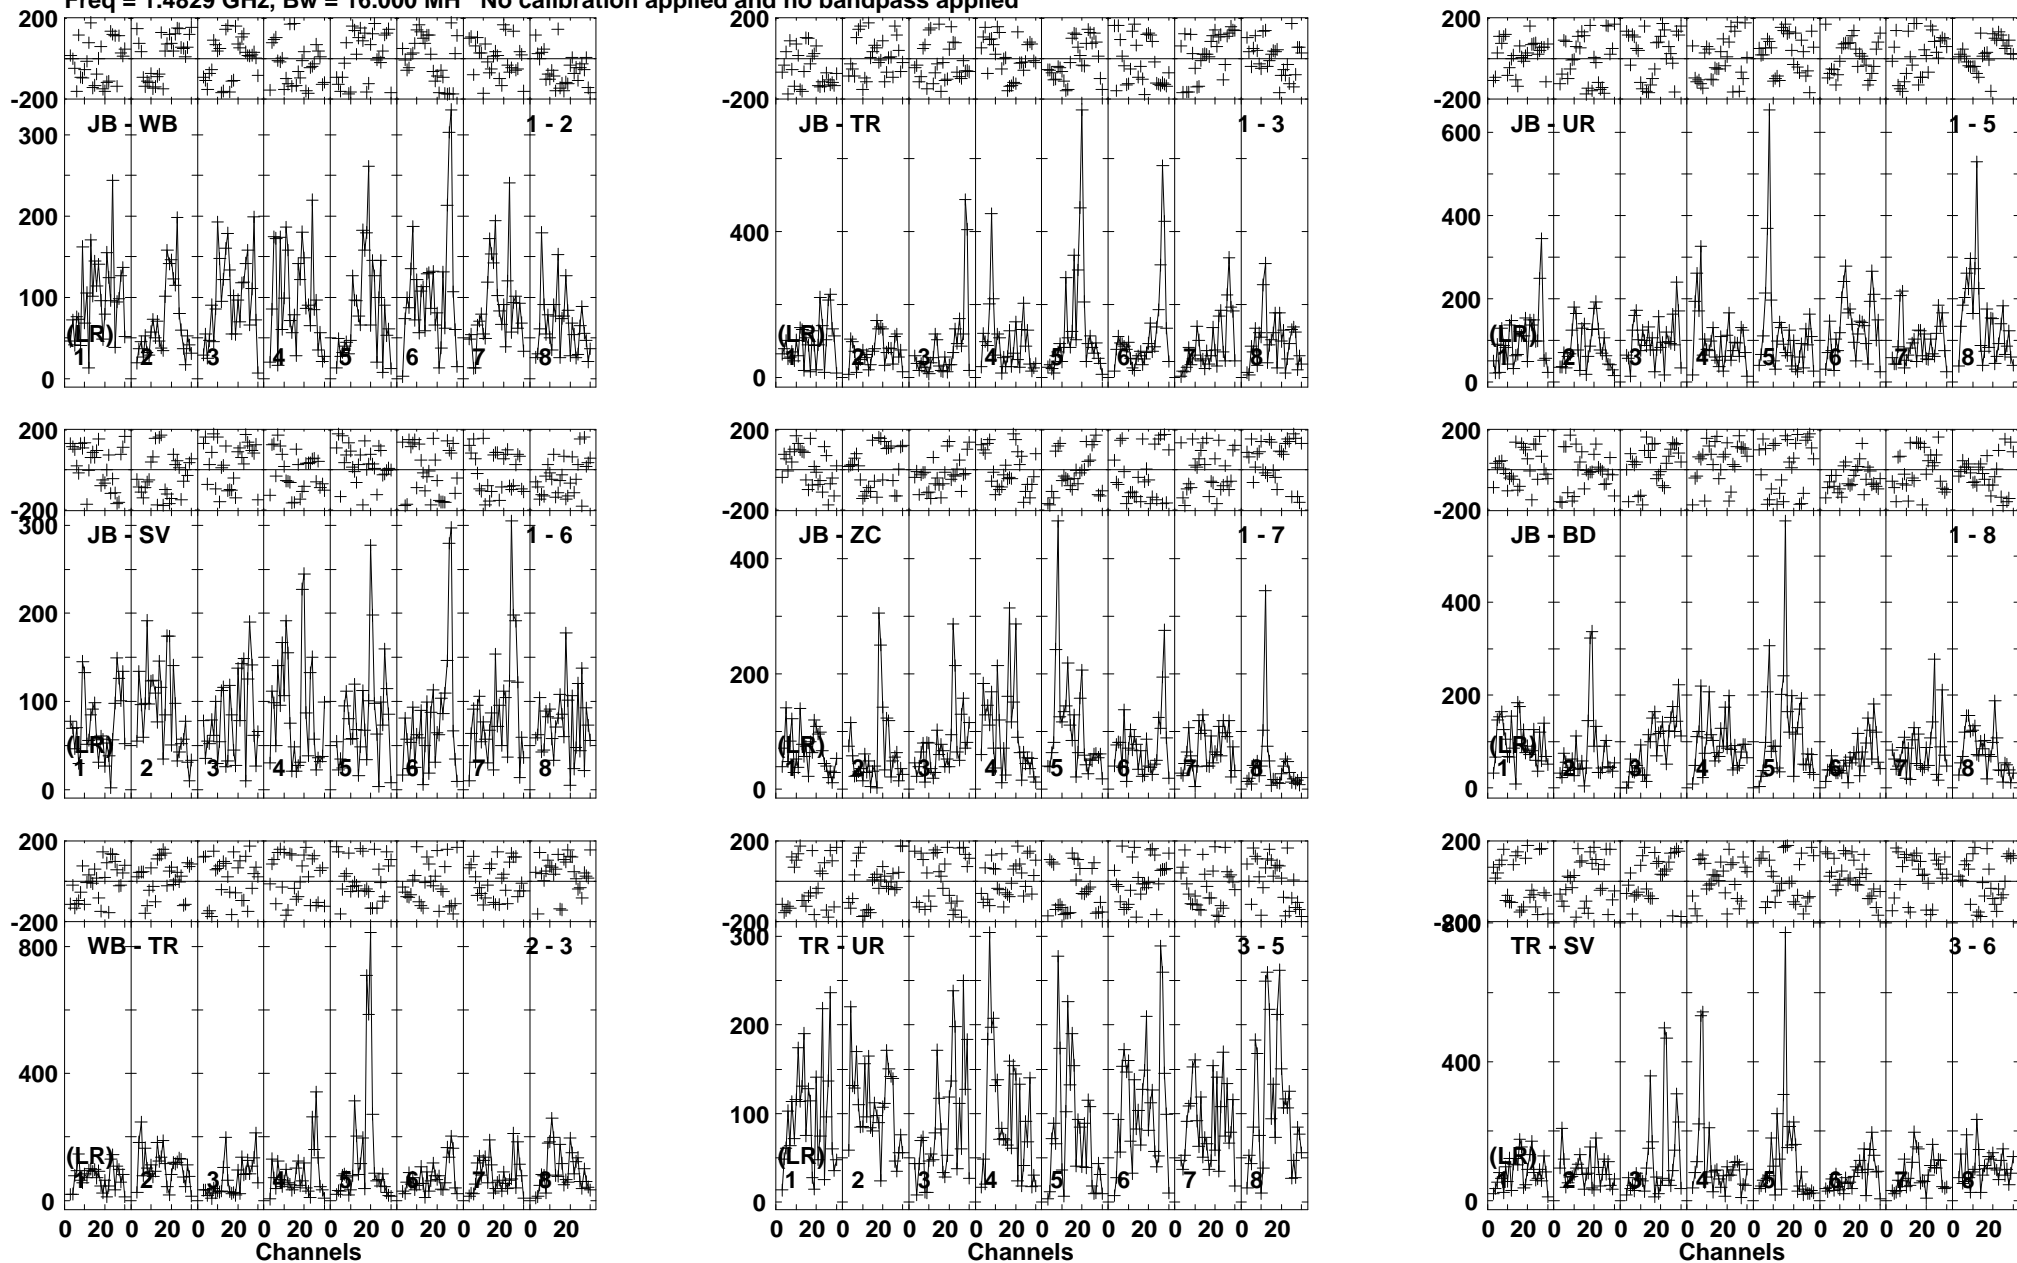 Freq = 1.4829 GHz, Bw = 16.000 MH No calibration applied and no bandpass applied
200 200 200
-200 -200 -200
JB - WB 1 - 2 JB - TR 1 - 3 JB - UR 1 - 5
300 600
200 400 400
100 200
(LR) (LR) (LR)
1 2 3 4 5 6 7 8 1 2 3 4 5 6 7 8 1 2 3 4 5 6 7 8
0 0 0
200 200 200
-200 -200 -200
300
JB - SV 1 - 6 JB - ZC 1 - 7 JB - BD 1 - 8
200 400 400
100 200 200
(LR) (LR) (LR)
1 2 3 4 5 6 7 8 1 2 3 4 5 6 7 8 1 2 3 4 5 6 7 8
0 0 0
200 200 200
-200 -200 -200
800 300 800
WB - TR 2 - 3 TR - UR 3 - 5 TR - SV 3 - 6
400 200 400
100
(LR) (LR) (LR)
1 2 3 4 5 6 7 8 1 2 3 4 5 6 7 8 1 2 3 4 5 6 7 8
0 0 0
0 20 0 20 0 20 0 20 0 20 0 20 0 20 0 20 0 20 0 20 0 20 0 20 0 20 0 20 0 20 0 20 0 20 0 20 0 20 0 20 0 20 0 20 0 20 0 20
Channels Channels Channels